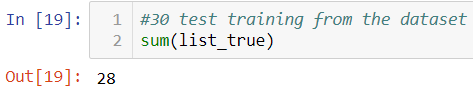 In [19]: 1 #30 test training from the dataset
2 sum(list_true)
Out[19]: 28